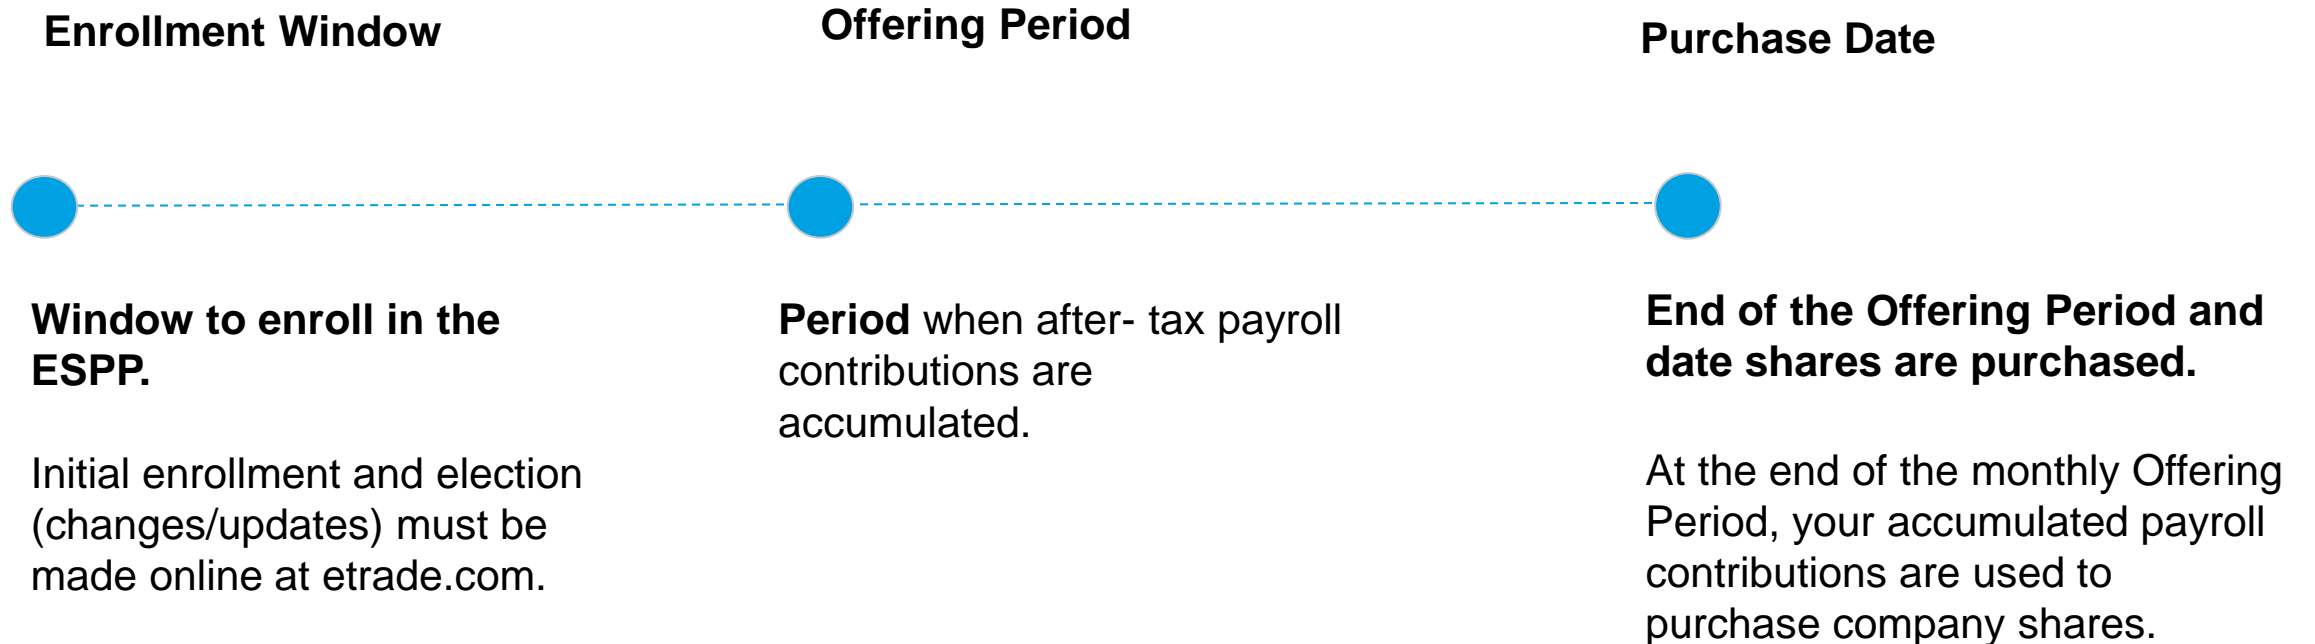 Enrollment Window
Offering Period
Purchase Date
Window to enroll in the
ESPP.
Initial enrollment and election
(changes/updates) must be
made online at etrade.com.
Period when after- tax payroll
contributions are
accumulated.
End of the Offering Period and
date shares are purchased.
At the end of the monthly Offering
Period, your accumulated payroll
contributions are used to
purchase company shares.